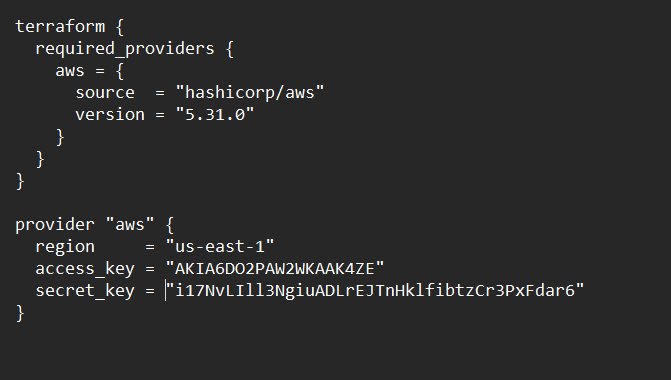 terraform {
  required_providers {
    aws = {
      source  = "hashicorp/aws"
      version = "5.31.0"
    }
  }
}

provider "aws" {
  region     = "us-east-1"
  access_key = "AKIA6DO2PAW2WKAAK4ZE"
  secret_key = "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"
}